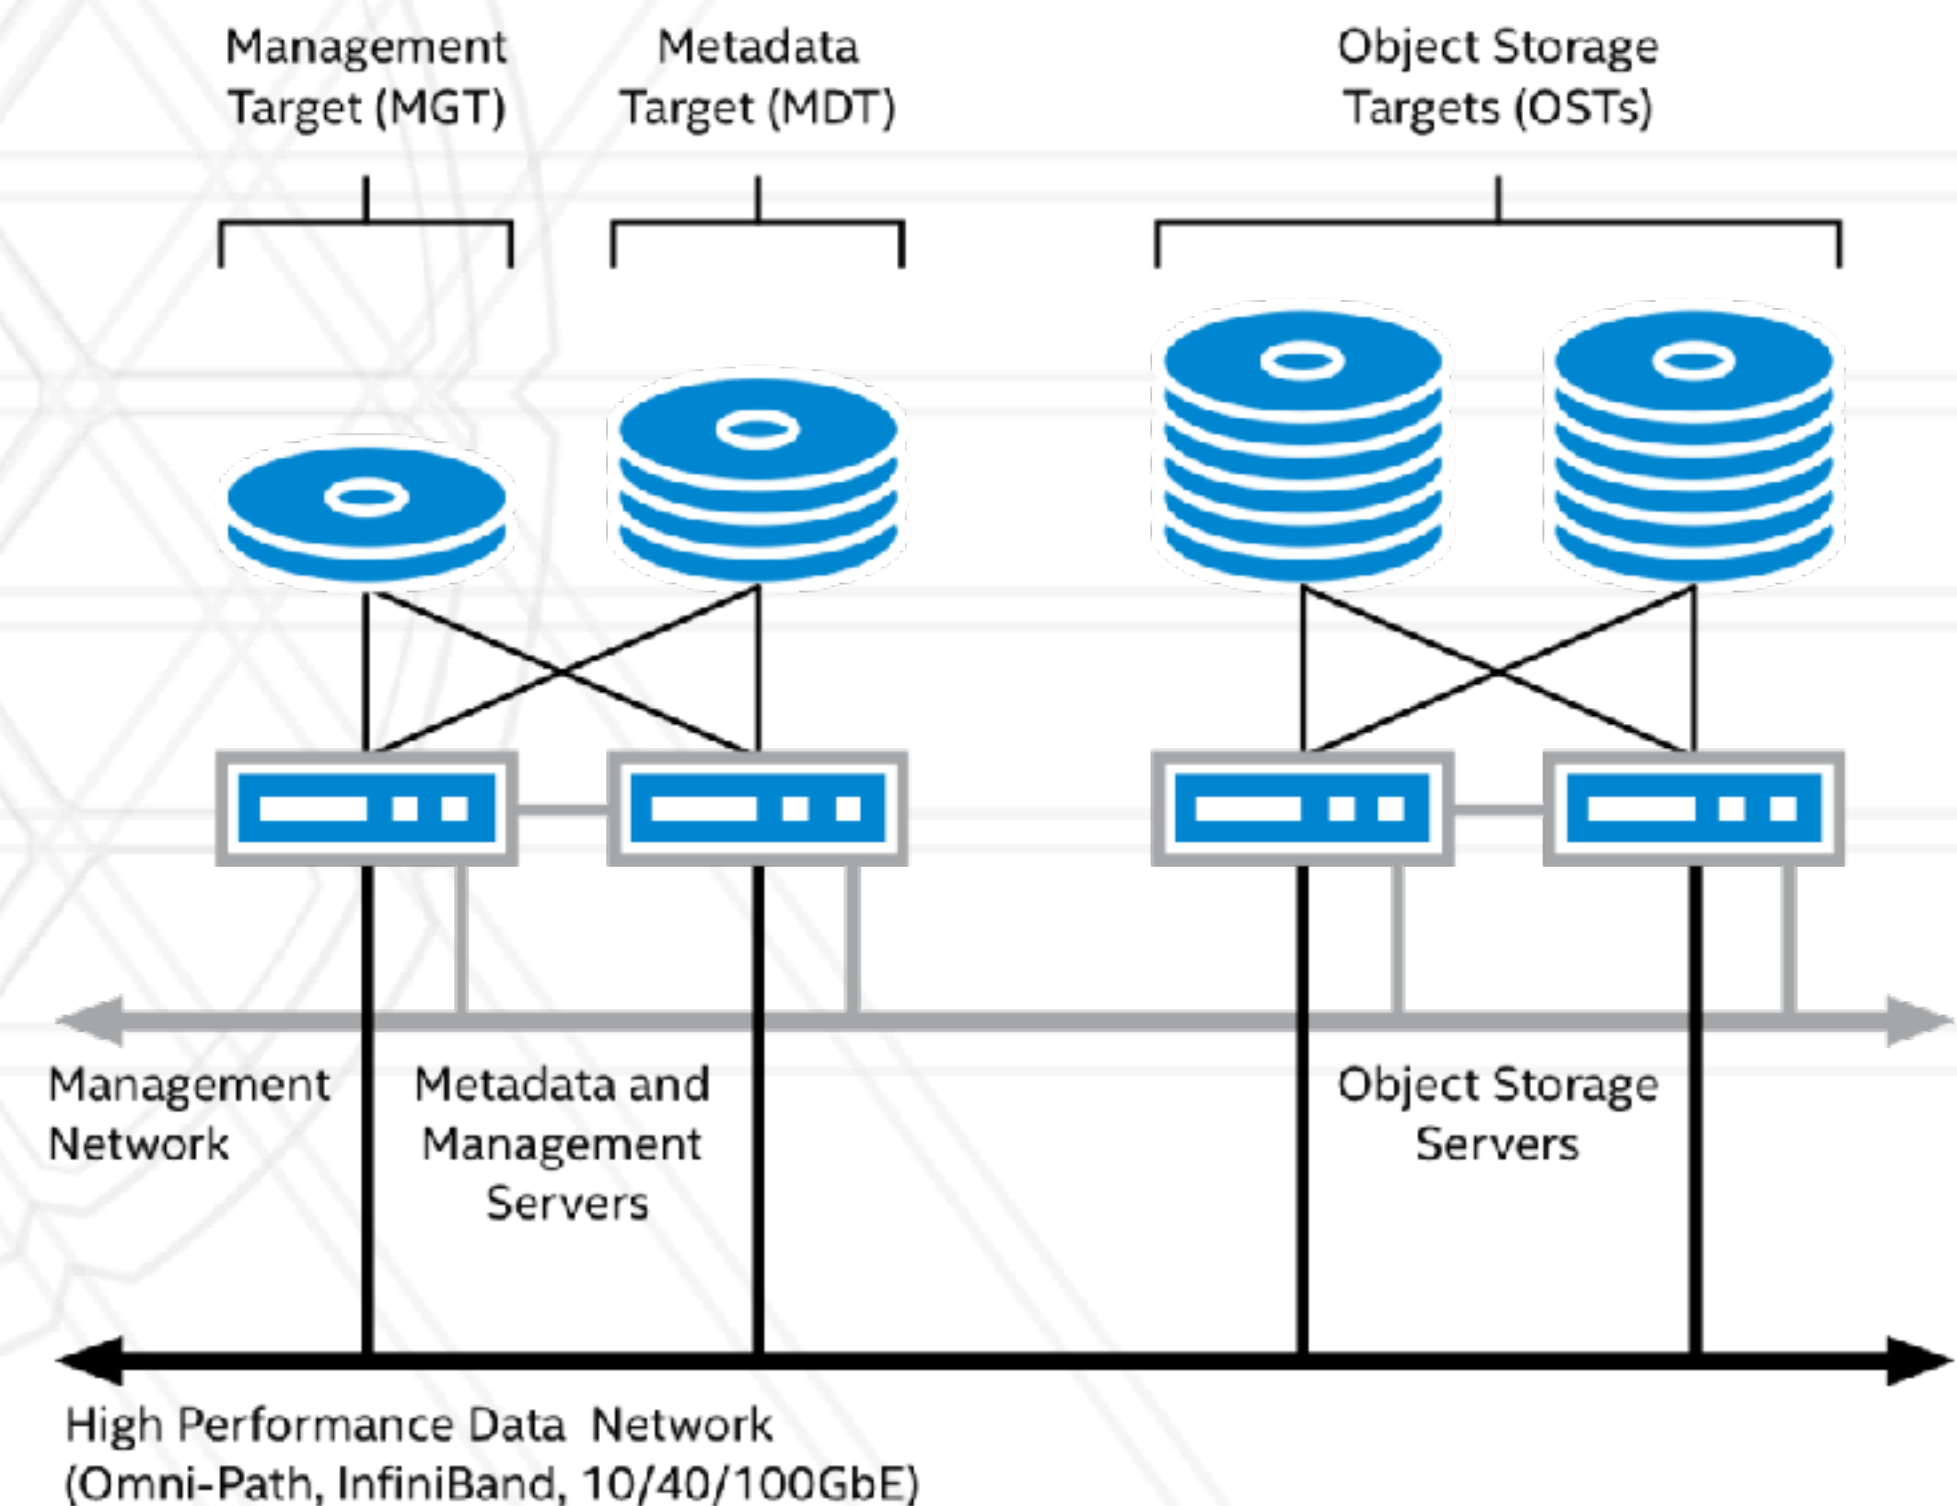 Management
Target (MGT)
Metadata
Target (MDT)
Object Storage
Targets (OSTs)
Management
Network
Metadata and
Management
Servers
Object Storage
Servers
High Performance Data Network
(Omni-Path, InfiniBand, 10/40/100GbE)